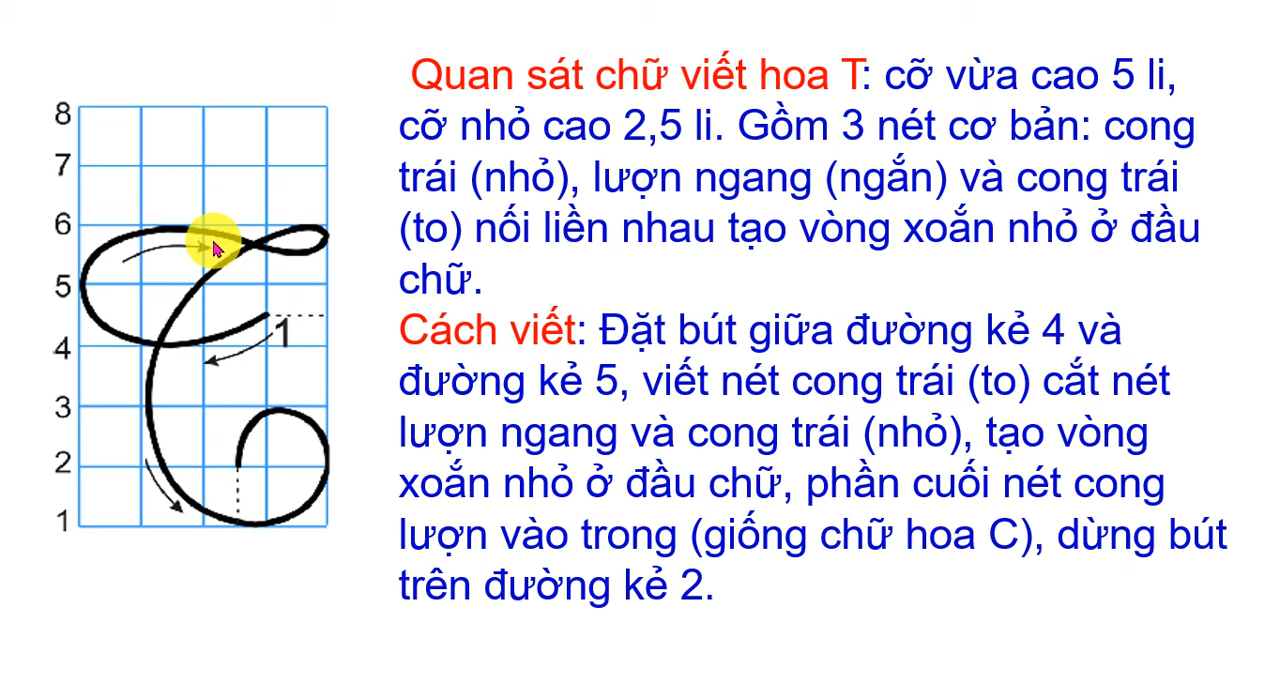 Quan sát chữ viết hoa T: cỡ vừa cao 5 li,
cỡ nhỏ cao 2,5 li. Gồm 3 nét cơ bản: cong
trái (nhỏ), lượn ngang (ngắn) và cong trái
(to) nối liền nhau tạo vòng xoắn nhỏ ở đầu
chữ.
Cách viết: Đặt bút giữa đường kẻ 4 và
đường kẻ 5, viết nét cong trái (to) cắt nét
lượn ngang và cong trái (nhỏ), tạo vòng
xoắn nhỏ ở đầu chữ, phần cuối nét cong
lượn vào trong (giống chữ hoa C), dừng bút
trên đường kẻ 2.
8
7
6
5
4
3
2
1
1
T